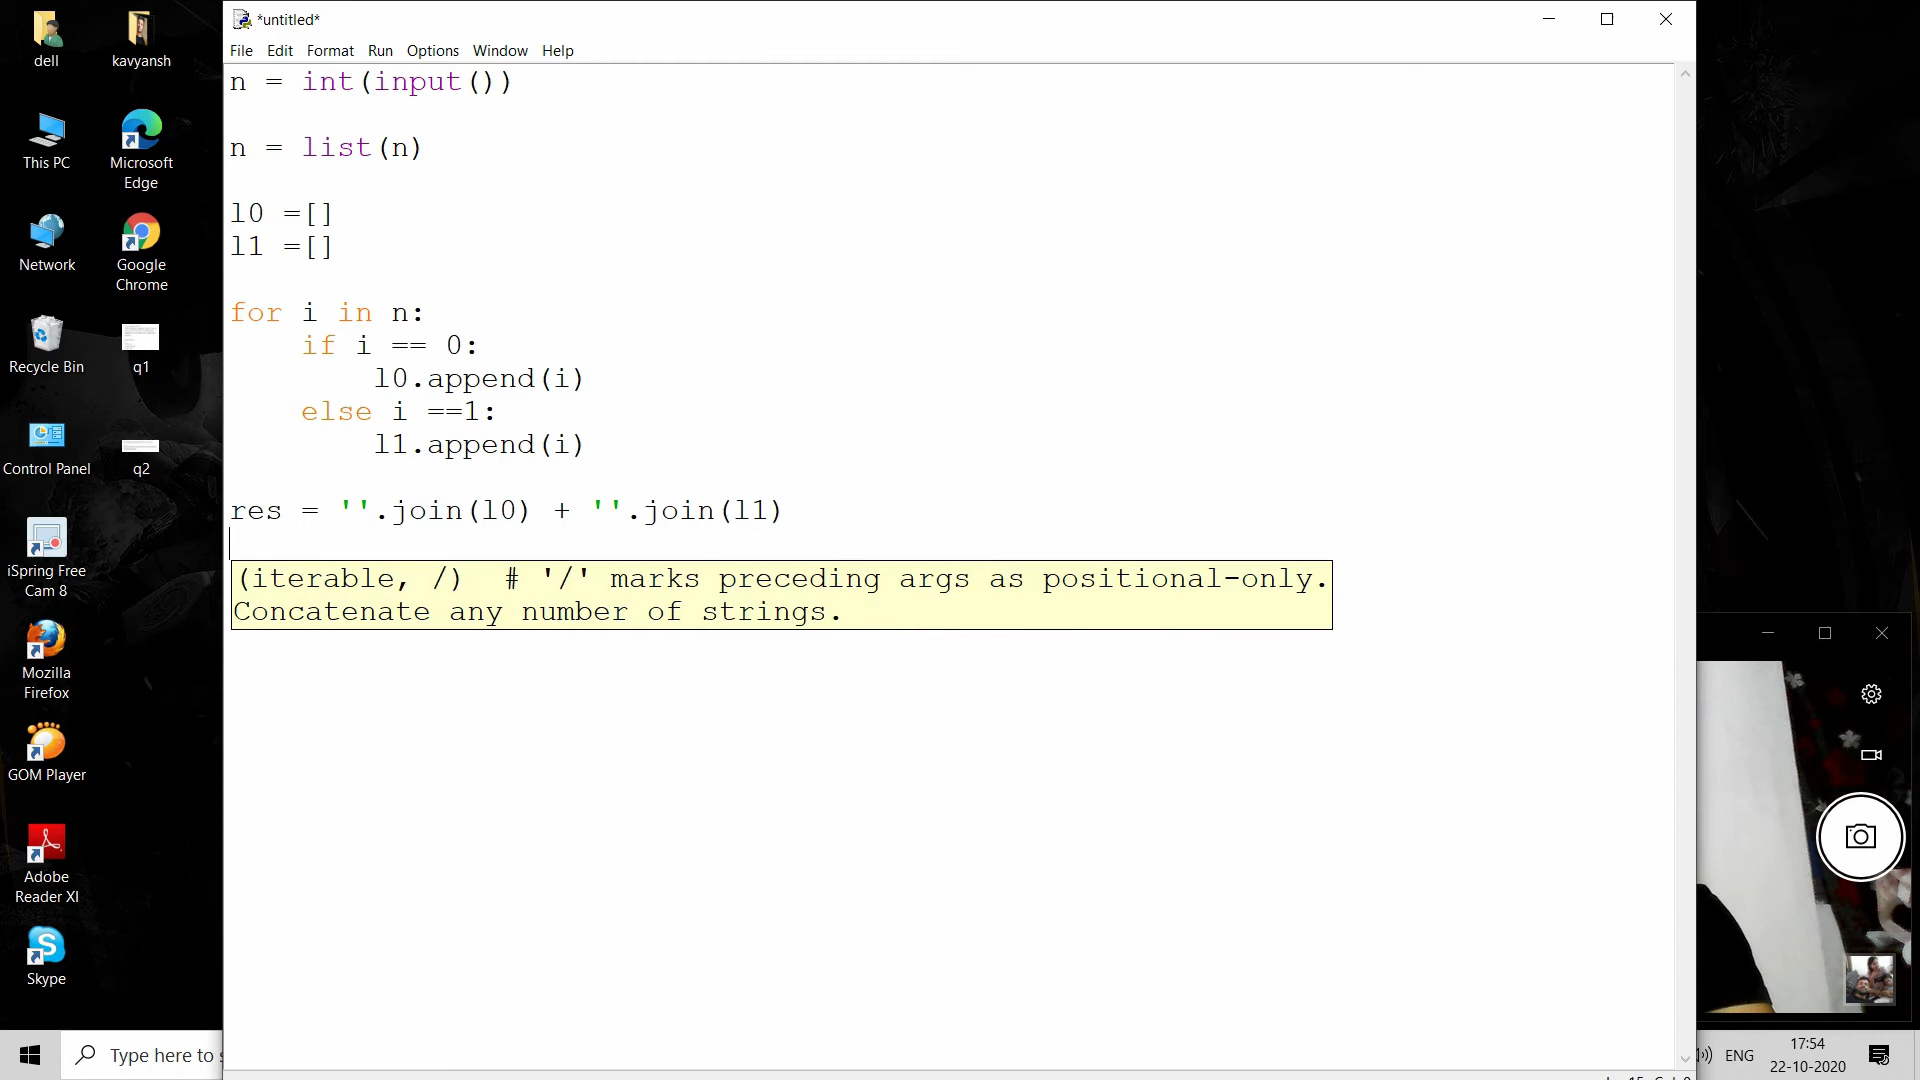 *untitled*
File Edit Format Run Options Window Help
n = int(input())
n = list(n)
l0 =[]
l1 =[]
for i in n:
    if i == 0:
        l0.append(i)
    else i ==1:
        l1.append(i)
res = ''.join(l0) + ''.join(l1)
(iterable, /)  # '/' marks preceding args as positional-only.
Concatenate any number of strings.
dell
kavyansh
This PC
Microsoft
Edge
Network
Google
Chrome
Recycle Bin
q1
Control Panel
q2
iSpring Free
Cam 8
Mozilla
Firefox
GOM Player
Adobe
Reader XI
Skype
Type here to
ENG
17:54
22-10-2020